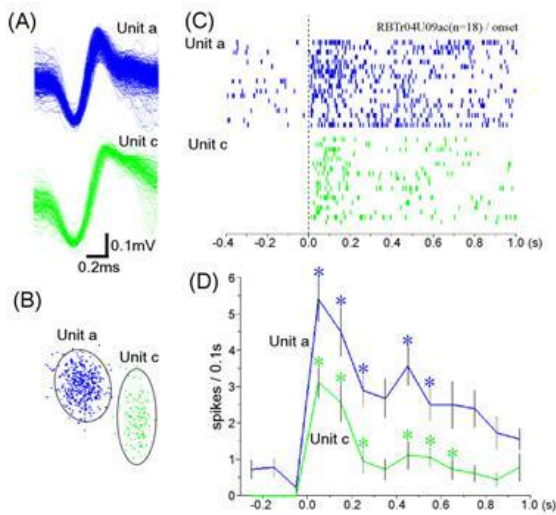 (A)
Unit a
Unit c
0.1mV
0.2ms
(B)
Unit a
Unit c
(C)
RBTr04U09ac(n=18) / onset
Unit a
Unit c
-0.4 -0.2 0.0 0.2 0.4 0.6 0.8 1.0 (s)
(D)
6
5
4
3
2
1
0
spikes / 0.1s
Unit a
Unit c
* * * * *
* * * * * *
-0.2 0.0 0.2 0.4 0.6 0.8 1.0 (s)